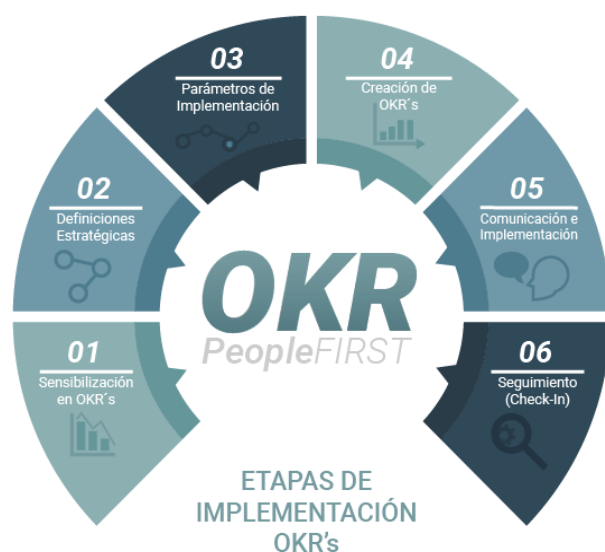 01
Sensibilización
en OKR´s
02
Definiciones
Estratégicas
03
Parámetros de
Implementación
04
Creación de
OKR´s
05
Comunicación e
Implementación
06
Seguimiento
(Check-In)
OKR
PeopleFIRST
ETAPAS DE
IMPLEMENTACIÓN
OKR's